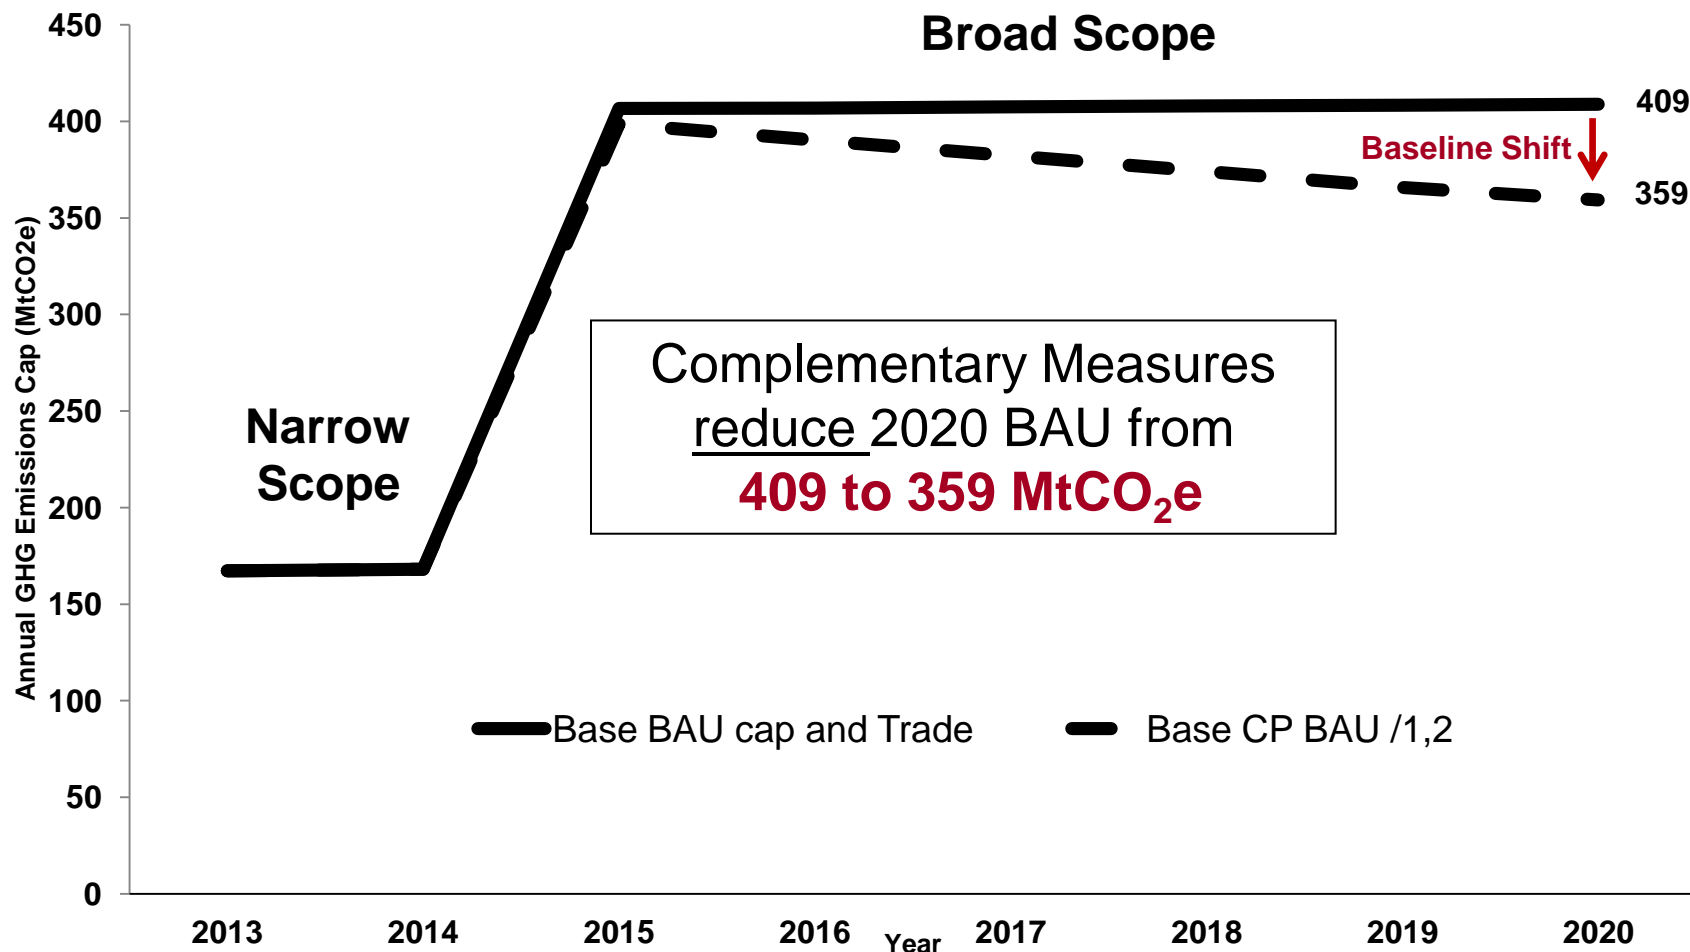 Broad Scope
450
400
350
300
250
200
150
100
50
0
Annual GHG Emissions Cap (MtCO2e)
409
Baseline Shift
359
Narrow
Scope
Complementary Measures
reduce 2020 BAU from
409 to 359 MtCO₂e
Base BAU cap and Trade
Base CP BAU /1,2
2013 2014 2015 2016 2017 2018 2019 2020
Year